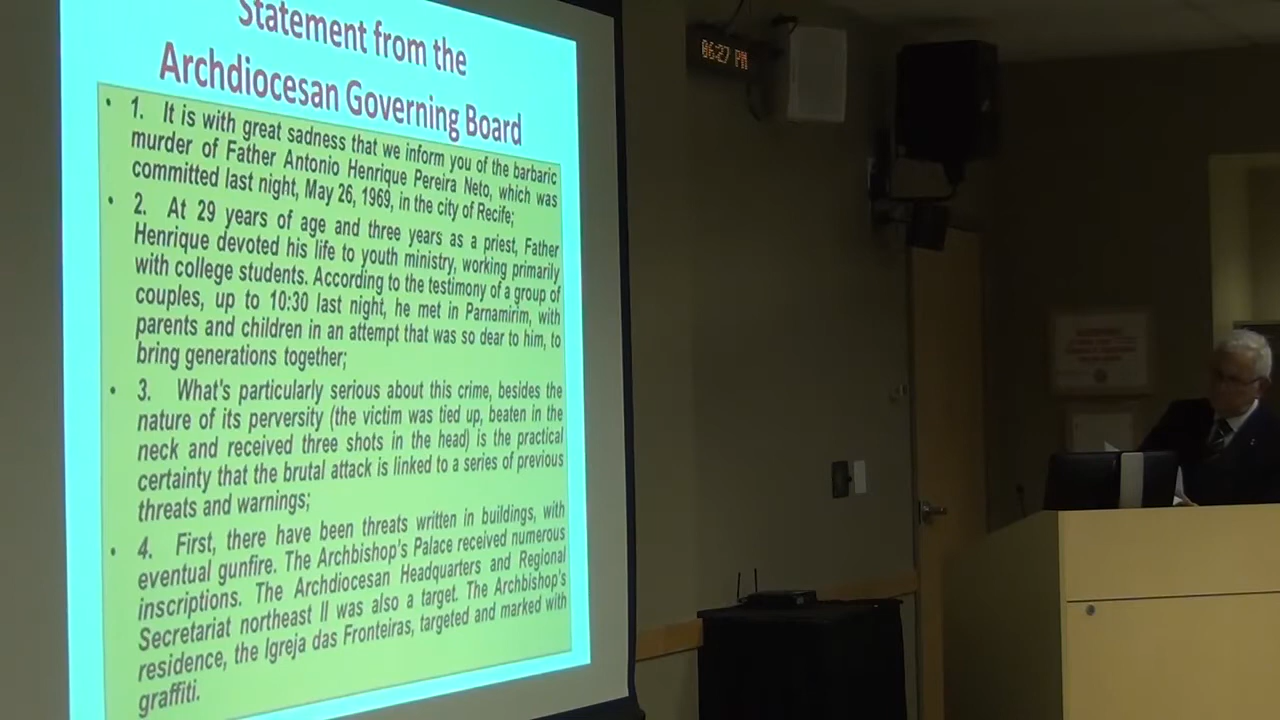 Statement from the
Archdiocesan Governing Board
• 1. It is with great sadness that we inform you of the barbaric
murder of Father Antonio Henrique Pereira Neto, which was
committed last night, May 26, 1969, in the city of Recife;
• 2. At 29 years of age and three years as a priest, Father
Henrique devoted his life to youth ministry, working primarily
with college students. According to the testimony of a group of
couples, up to 10:30 last night, he met in Parnamirim, with
parents and children in an attempt that was so dear to him, to
bring generations together;
• 3. What's particularly serious about this crime, besides the
nature of its perversity (the victim was tied up, beaten in the
neck and received three shots in the head) is the practical
certainty that the brutal attack is linked to a series of previous
threats and warnings;
• 4. First, there have been threats written in buildings, with
eventual gunfire. The Archbishop's Palace received numerous
inscriptions. The Archdiocesan Headquarters and Regional
Secretariat northeast II was also a target. The Archbishop's
residence, the Igreja das Fronteiras, targeted and marked with
graffiti.
06:27 PM